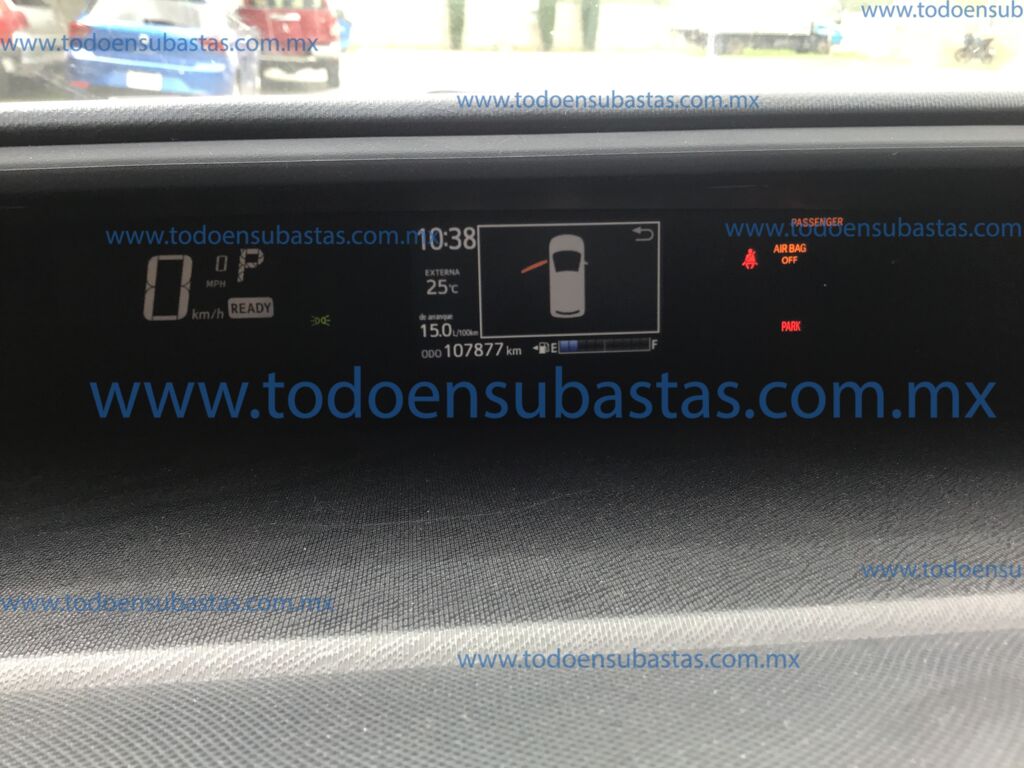 www.todoensubastas.com.mx
www.todoensubasta
www.todoensubastas.com.mx
www.todoensubastas.com.mx
0 km/h
0 MPH
P
READY
10:38
EXTERNA
25°C
de arranque
15.0 L/100km
ODO 107877 km
E F
PASSENGER
AIR BAG
OFF
www.todoensubastas.com
PARK
www.todoensubastas.com.mx
www.todoensu
www.todoensubastas.com.mx
www.todoensubastas.com.mx